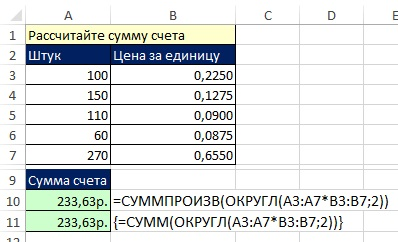 A B C D E
1 Рассчитайте сумму счета
2 Штук Цена за единицу
3 100 0,2250
4 150 0,1275
5 110 0,0900
6 60 0,0875
7 270 0,6550
9 Сумма счета
10 233,63р. =СУММПРОИЗВ(ОКРУГЛ(A3:A7*B3:B7;2))
11 233,63р. {=СУММ(ОКРУГЛ(A3:A7*B3:B7;2))}